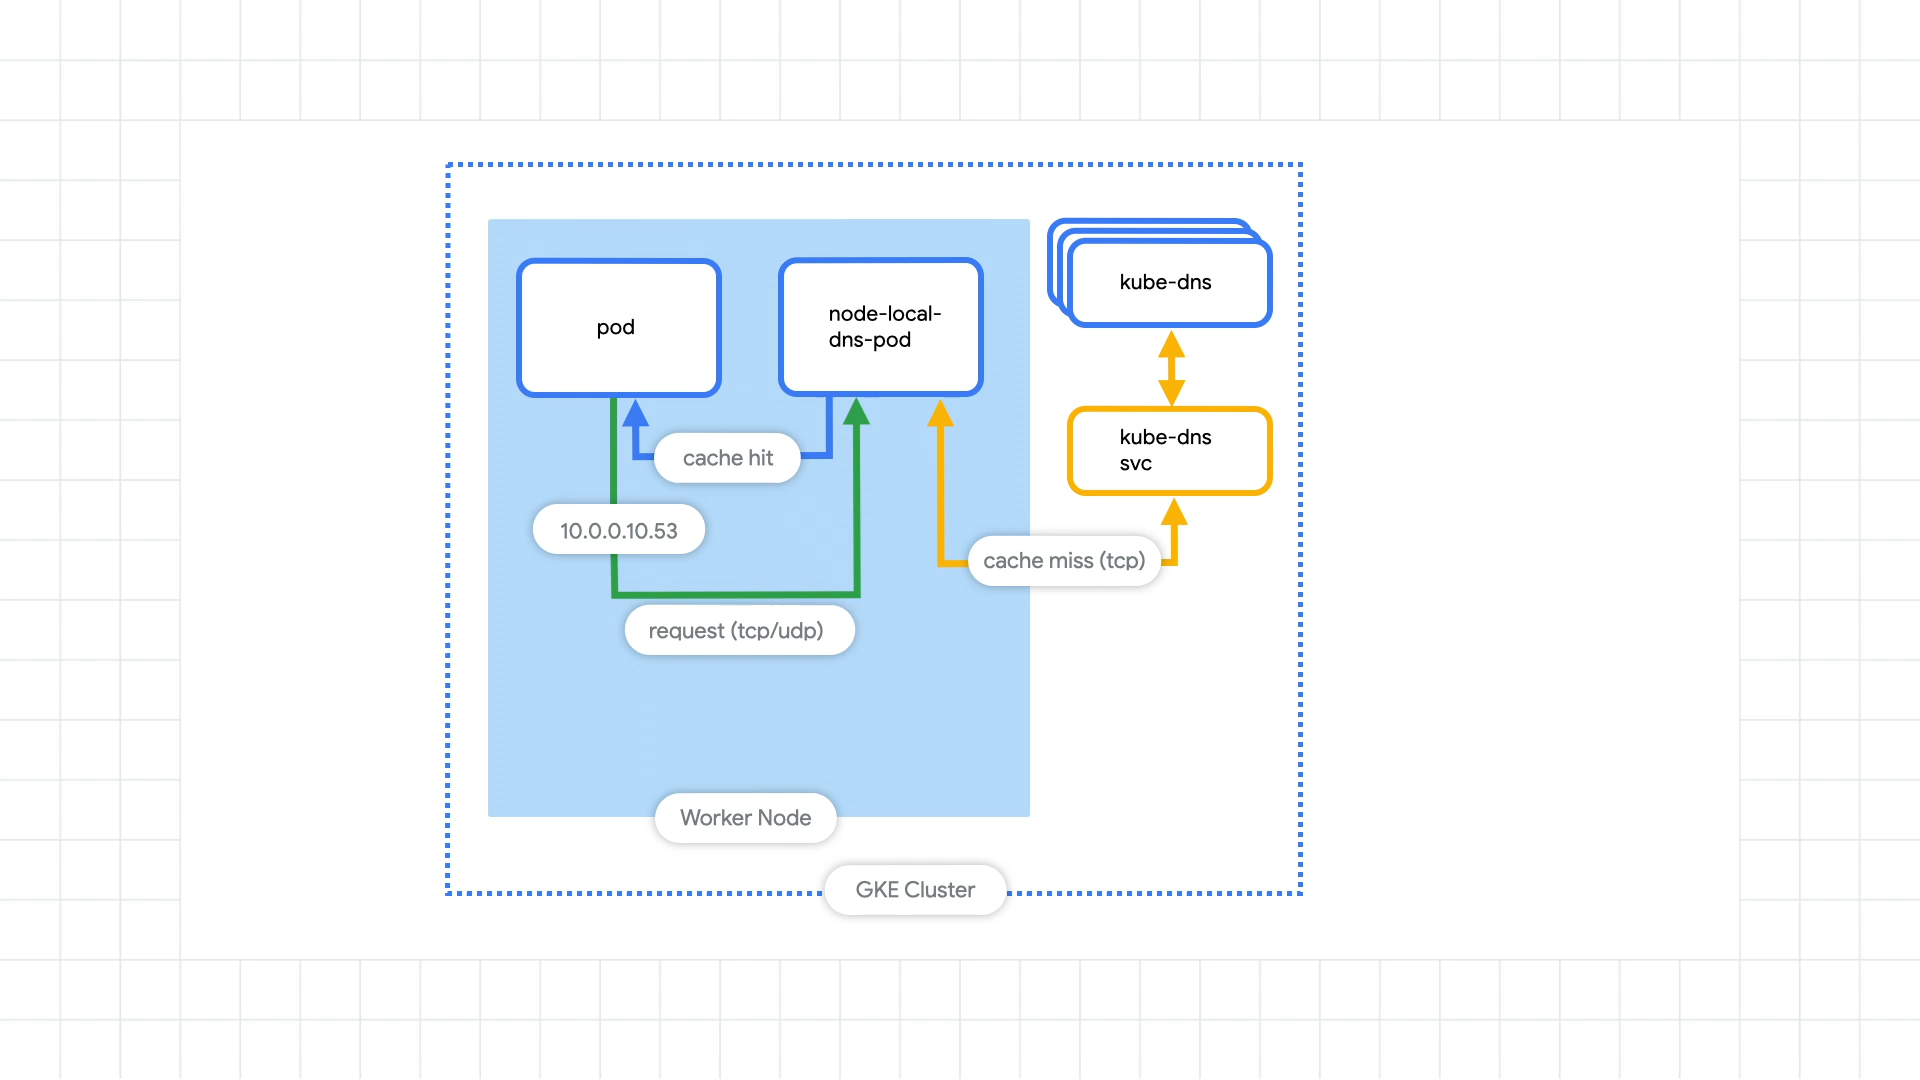 pod
node-local-
dns-pod
kube-dns
kube-dns
svc
cache hit
10.0.0.10.53
cache miss (tcp)
request (tcp/udp)
Worker Node
GKE Cluster